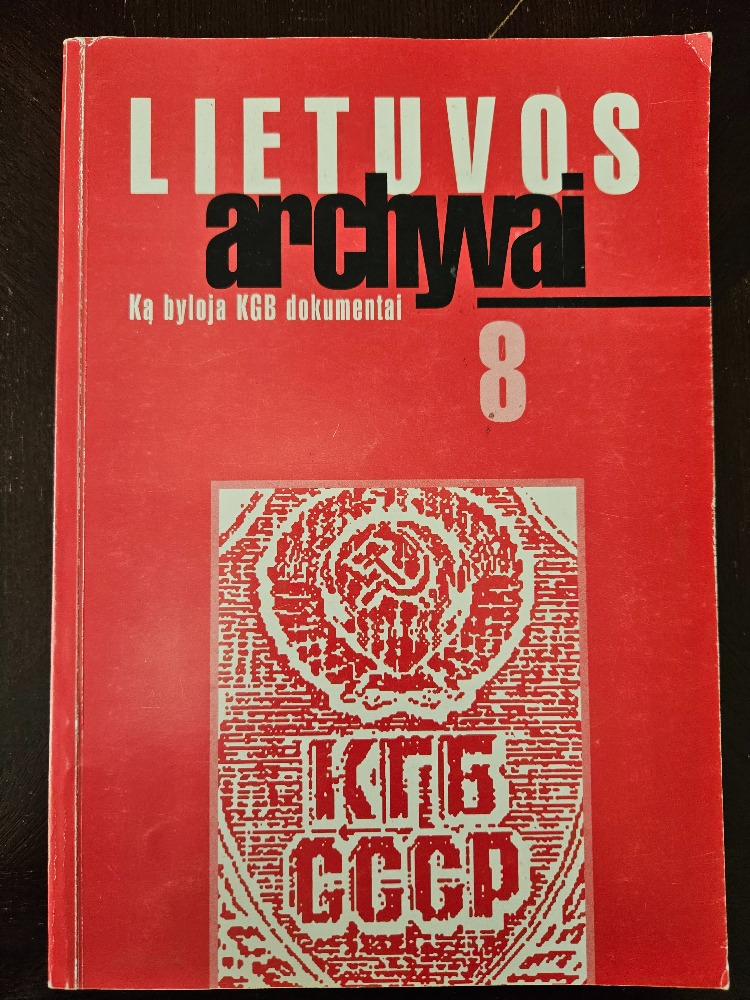 LIETUVOS
archyvai
Ką byloja KGB dokumentai
8
КГБ
СССР